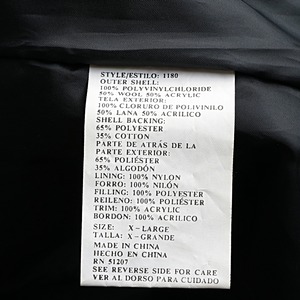 STYLE/ESTILO: 1180
OUTER SHELL:
100% POLYVINYLCHLORIDE
50% WOOL 50% ACRYLIC
TELA EXTERIOR:
100% CLORURO DE POLIVINILO
50% LANA 50% ACRILICO
SHELL BACKING:
65% POLYESTER
35% COTTON
PARTE DE ATRÁS DE LA
PARTE EXTERIOR:
65% POLIÉSTER
35% ALGODÓN
LINING: 100% NYLON
FORRO: 100% NILÓN
FILLING: 100% POLYESTER
REILENO: 100% POLIÉSTER
TRIM: 100% ACRYLIC
BORDON: 100% ACRILICO
SIZE: X-LARGE
TALLA: X-GRANDE
MADE IN CHINA
HECHO EN CHINA
RN 51207
SEE REVERSE SIDE FOR CARE
VER AL DORSO PARA CUIDADO